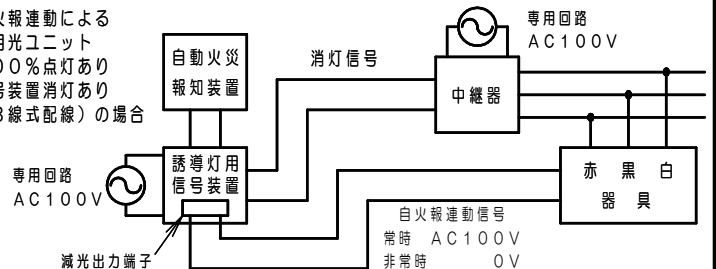 火報連動による
用光ユニット
00%点灯あり
号装置消灯あり
3線式配線)の場合
自動火災
報知装置
消灯信号
専用回路
AC100V
中継器
専用回路
AC100V
誘導灯用
信号装置
減光出力端子
赤 黒 白
器 具
自火報連動信号
常時 AC100V
非常時 0V